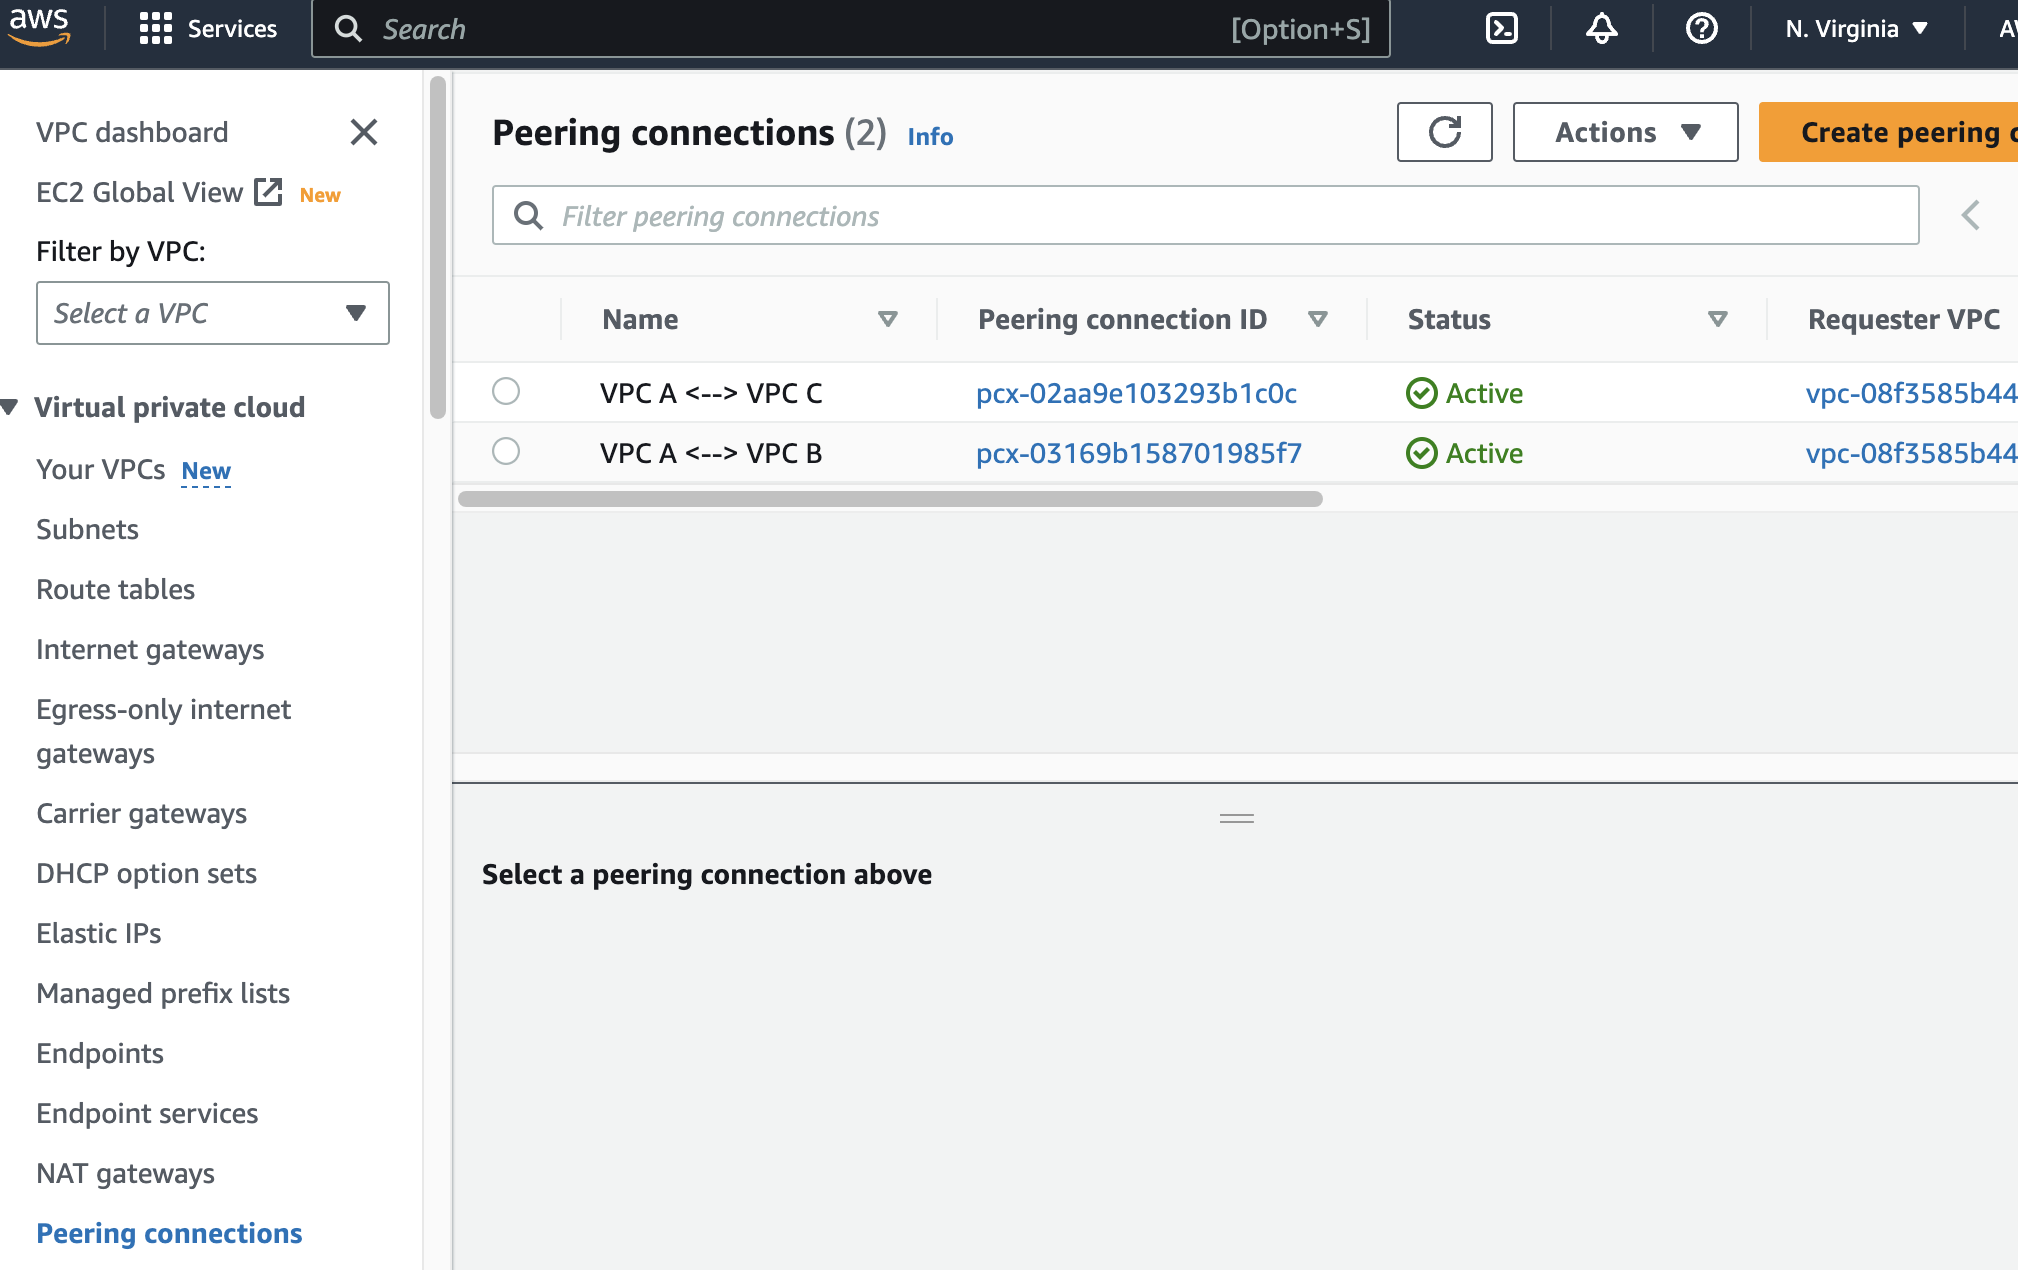 aws Services Search [Option+S] N. Virginia
VPC dashboard
EC2 Global View New
Filter by VPC:
Select a VPC
Virtual private cloud
Your VPCs New
Subnets
Route tables
Internet gateways
Egress-only internet
gateways
Carrier gateways
DHCP option sets
Elastic IPs
Managed prefix lists
Endpoints
Endpoint services
NAT gateways
Peering connections
Peering connections (2) Info
Actions
Create peering
Filter peering connections
Name Peering connection ID Status Requester VPC
VPC A <--> VPC C pcx-02aa9e103293b1c0c Active vpc-08f3585b44
VPC A <--> VPC B pcx-03169b158701985f7 Active vpc-08f3585b44
Select a peering connection above